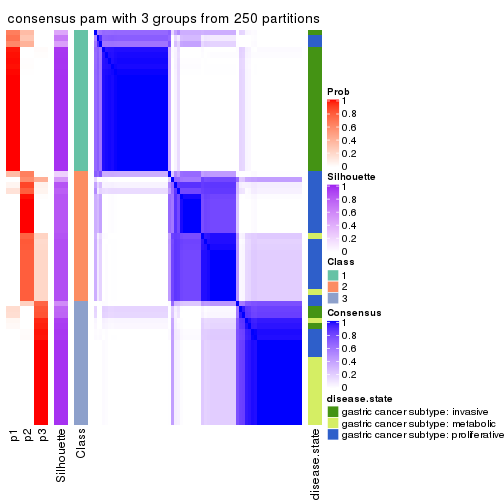 consensus pam with 3 groups from 250 partitions
Prob
1
0.8
0.6
0.4
0.2
0
Silhouette
1
0.8
0.6
0.4
0.2
0
Class
1
2
3
Consensus
1
0.8
0.6
0.4
0.2
0
disease.state
gastric cancer subtype: invasive
gastric cancer subtype: metabolic
gastric cancer subtype: proliferative
p1
p2
p3
Silhouette
Class
disease.state